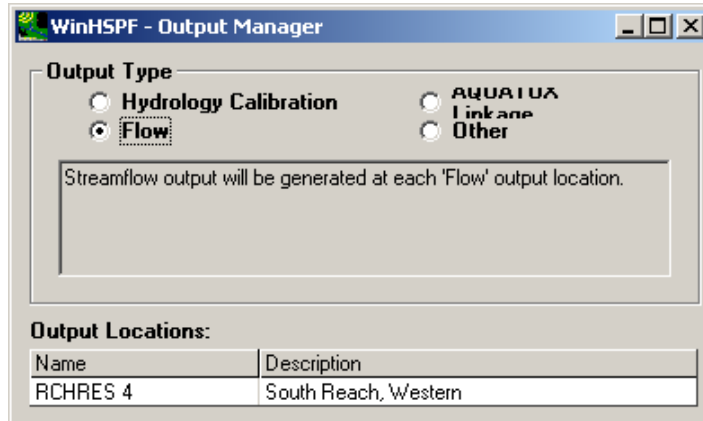 WinHSPF - Output Manager
Output Type
Hydrology Calibration
AQUATOX
Linkage
Flow
Other
Streamflow output will be generated at each 'Flow' output location.
Output Locations:
Name Description
RCHRES 4 South Reach, Western